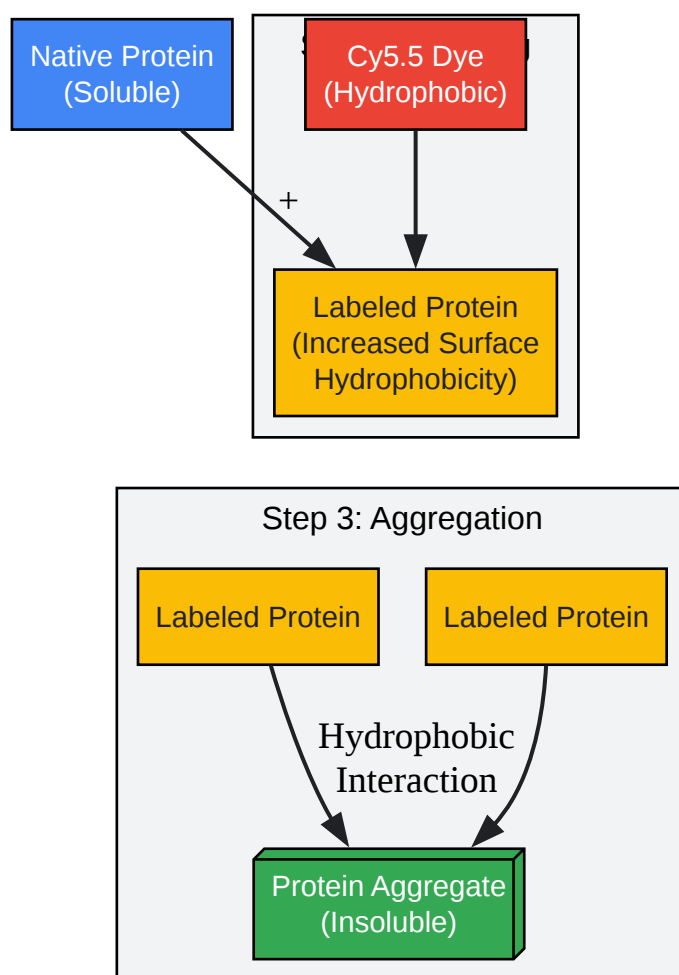 Native Protein
(Soluble)
Cy5.5 Dye
(Hydrophobic)
+
Labeled Protein
(Increased Surface
Hydrophobicity)
Step 3: Aggregation
Labeled Protein
Labeled Protein
Hydrophobic
Interaction
Protein Aggregate
(Insoluble)